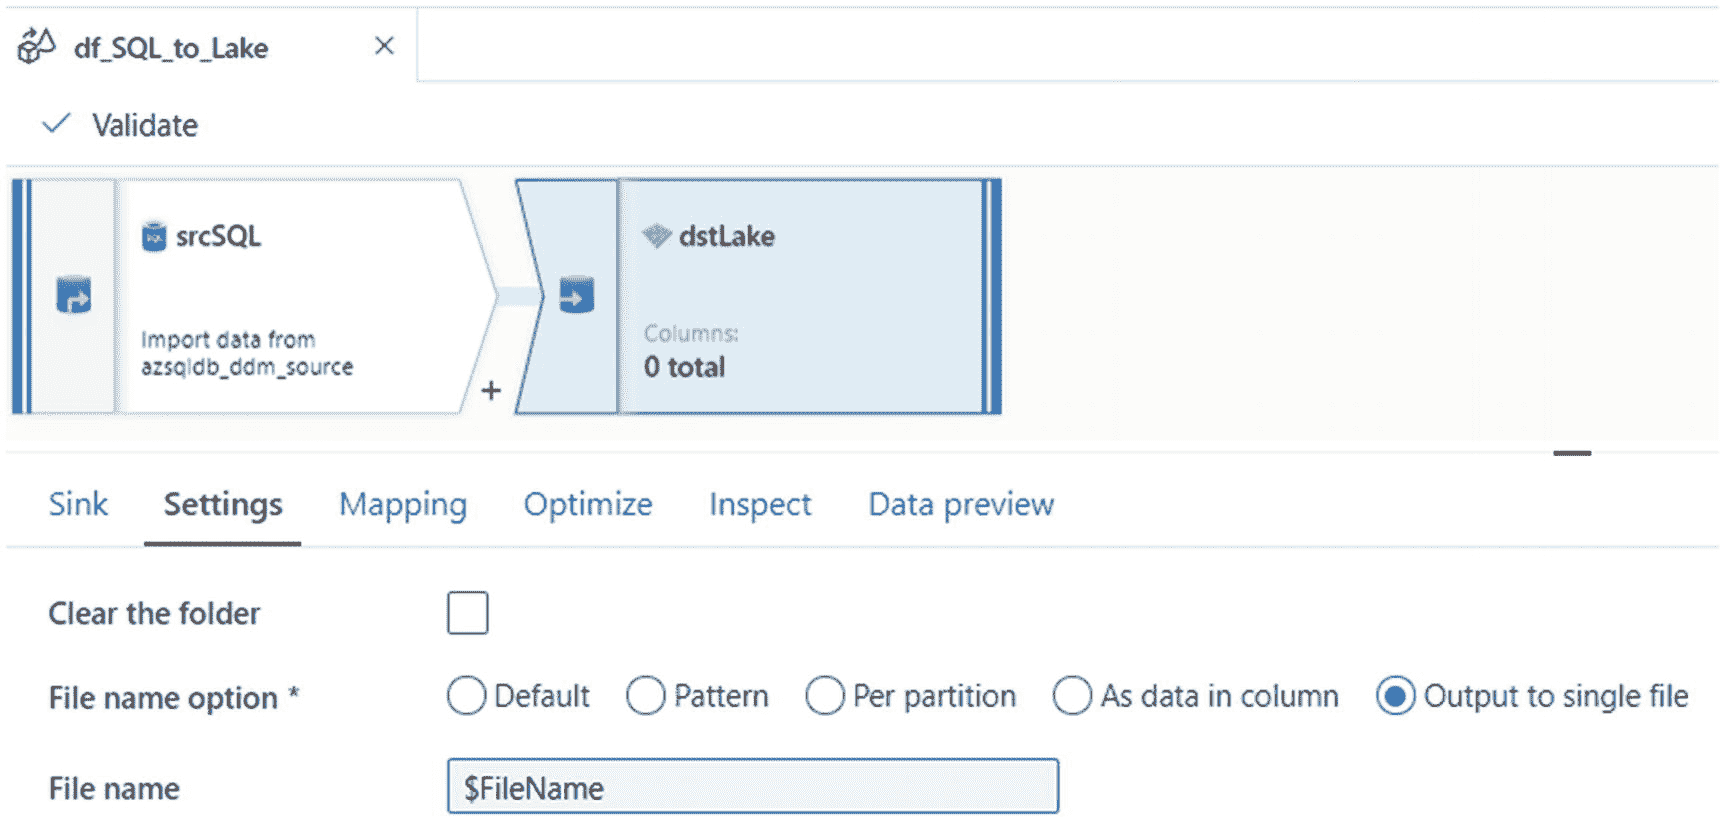 df_SQL_to_Lake
Validate
srcSQL
Import data from
azsqldb_ddm_source
dstLake
Columns:
0 total
Sink Settings Mapping Optimize Inspect Data preview
Clear the folder
File name option * Default Pattern Per partition As data in column Output to single file
File name $FileName